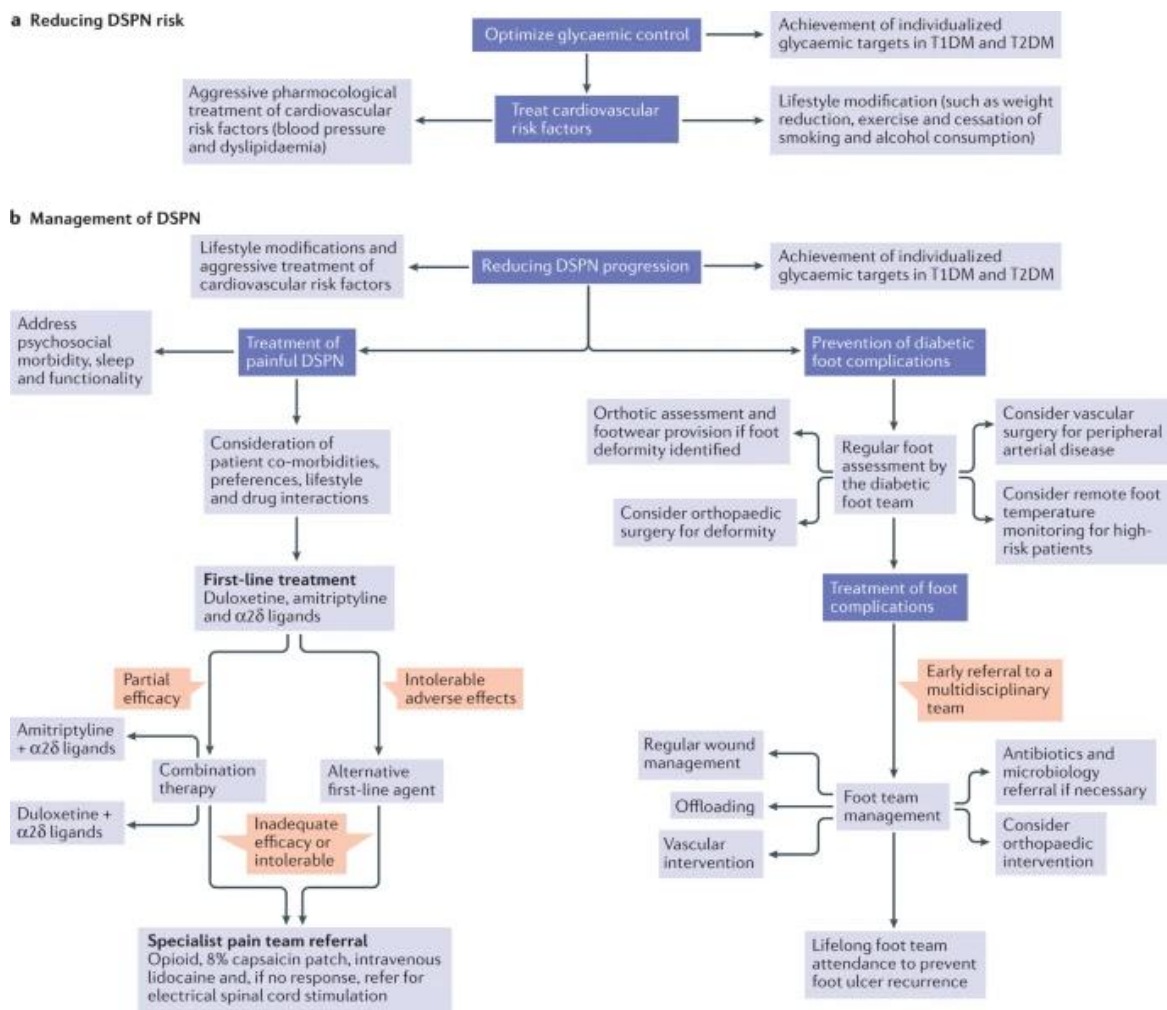 a Reducing DSPN risk
Optimize glycaemic control
Achievement of individualized
glycaemic targets in T1DM and T2DM
Aggressive pharmocological
treatment of cardiovascular
risk factors (blood pressure
and dyslipidaemia)
Treat cardiovascular
risk factors
Lifestyle modification (such as weight
reduction, exercise and cessation of
smoking and alcohol consumption)
b Management of DSPN
Lifestyle modifications and
aggressive treatment of
cardiovascular risk factors
Reducing DSPN progression
Achievement of individualized
glycaemic targets in T1DM and T2DM
Address
psychosocial
morbidity, sleep
and functionality
Treatment of
painful DSPN
Prevention of diabetic
foot complications
Consideration of
patient co-morbidities,
preferences, lifestyle
and drug interactions
Orthotic assessment and
footwear provision if foot
deformity identified
Consider orthopaedic
surgery for deformity
Regular foot
assessment by
the diabetic
foot team
Consider vascular
surgery for peripheral
arterial disease
Consider remote foot
temperature
monitoring for high-
risk patients
First-line treatment
Duloxetine, amitriptyline
and α2δ ligands
Treatment of foot
complications
Partial
efficacy
Intolerable
adverse effects
Early referral to a
multidisciplinary
team
Amitriptyline
+ α2δ ligands
Duloxetine +
α2δ ligands
Combination
therapy
Alternative
first-line agent
Inadequate
efficacy or
intolerable
Regular wound
management
Offloading
Vascular
intervention
Foot team
management
Antibiotics and
microbiology
referral if necessary
Consider
orthopaedic
intervention
Specialist pain team referral
Opioid, 8% capsaicin patch, intravenous
lidocaine and, if no response, refer for
electrical spinal cord stimulation
Lifelong foot team
attendance to prevent
foot ulcer recurrence